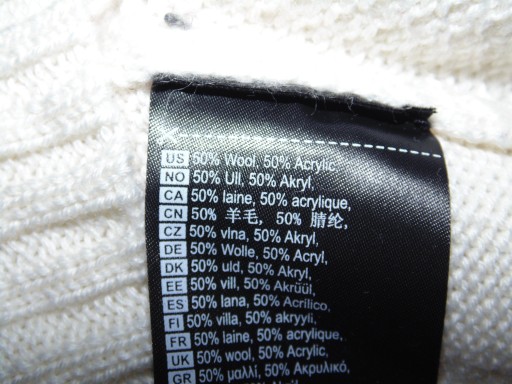 US 50% Wool, 50% Acrylic,
NO 50% Ull, 50% Akryl,
CA 50% laine, 50% acrylique,
CN 50% 羊毛, 50% 腈纶,
CZ 50% vlna, 50% Akryl,
DE 50% Wolle, 50% Acryl,
DK 50% uld, 50% Akryl,
EE 50% vill, 50% Akrüül,
ES 50% lana, 50% Acrílico,
FI 50% villa, 50% akryyli,
FR 50% laine, 50% acrylique,
UK 50% wool, 50% Acrylic,
GR 50% μαλλί, 50% Ακρυλικό,